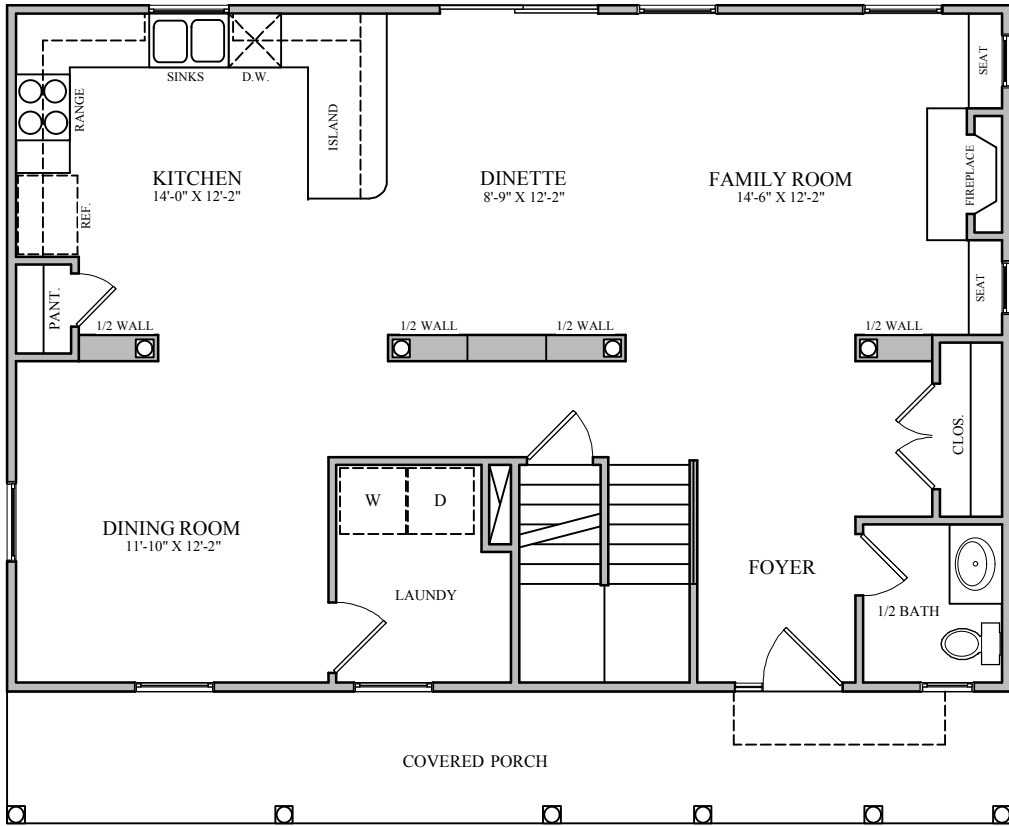 SINKS
D.W.
SEAT
RANGE
ISLAND
KITCHEN
14'-0" X 12'-2"
DINETTE
8'-9" X 12'-2"
FAMILY ROOM
14'-6" X 12'-2"
FIREPLACE
REF.
SEAT
PANT.
1/2 WALL
1/2 WALL
1/2 WALL
1/2 WALL
CLOS.
W
D
DINING ROOM
11'-10" X 12'-2"
LAUNDY
FOYER
1/2 BATH
COVERED PORCH